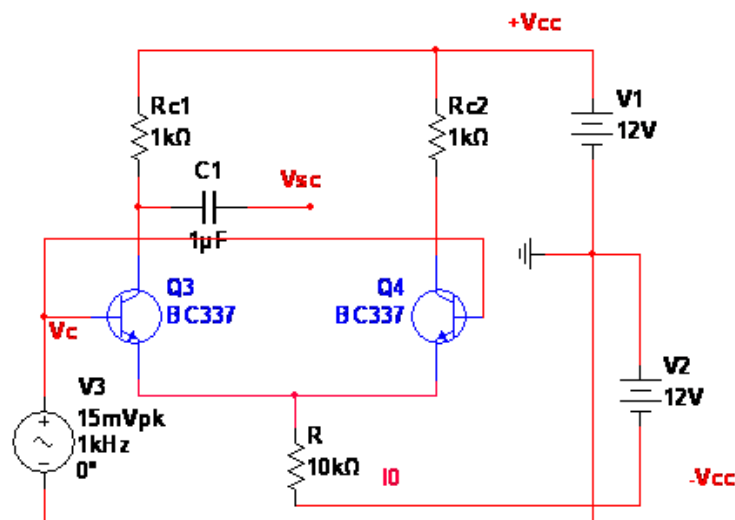 +Vcc
Rc1
1kΩ
Rc2
1kΩ
V1
12V
C1
1µF
Vsc
Q3
BC337
Q4
BC337
Vc
V3
15mVpk
1kHz
0°
V2
12V
R
10kΩ
I0
-Vcc